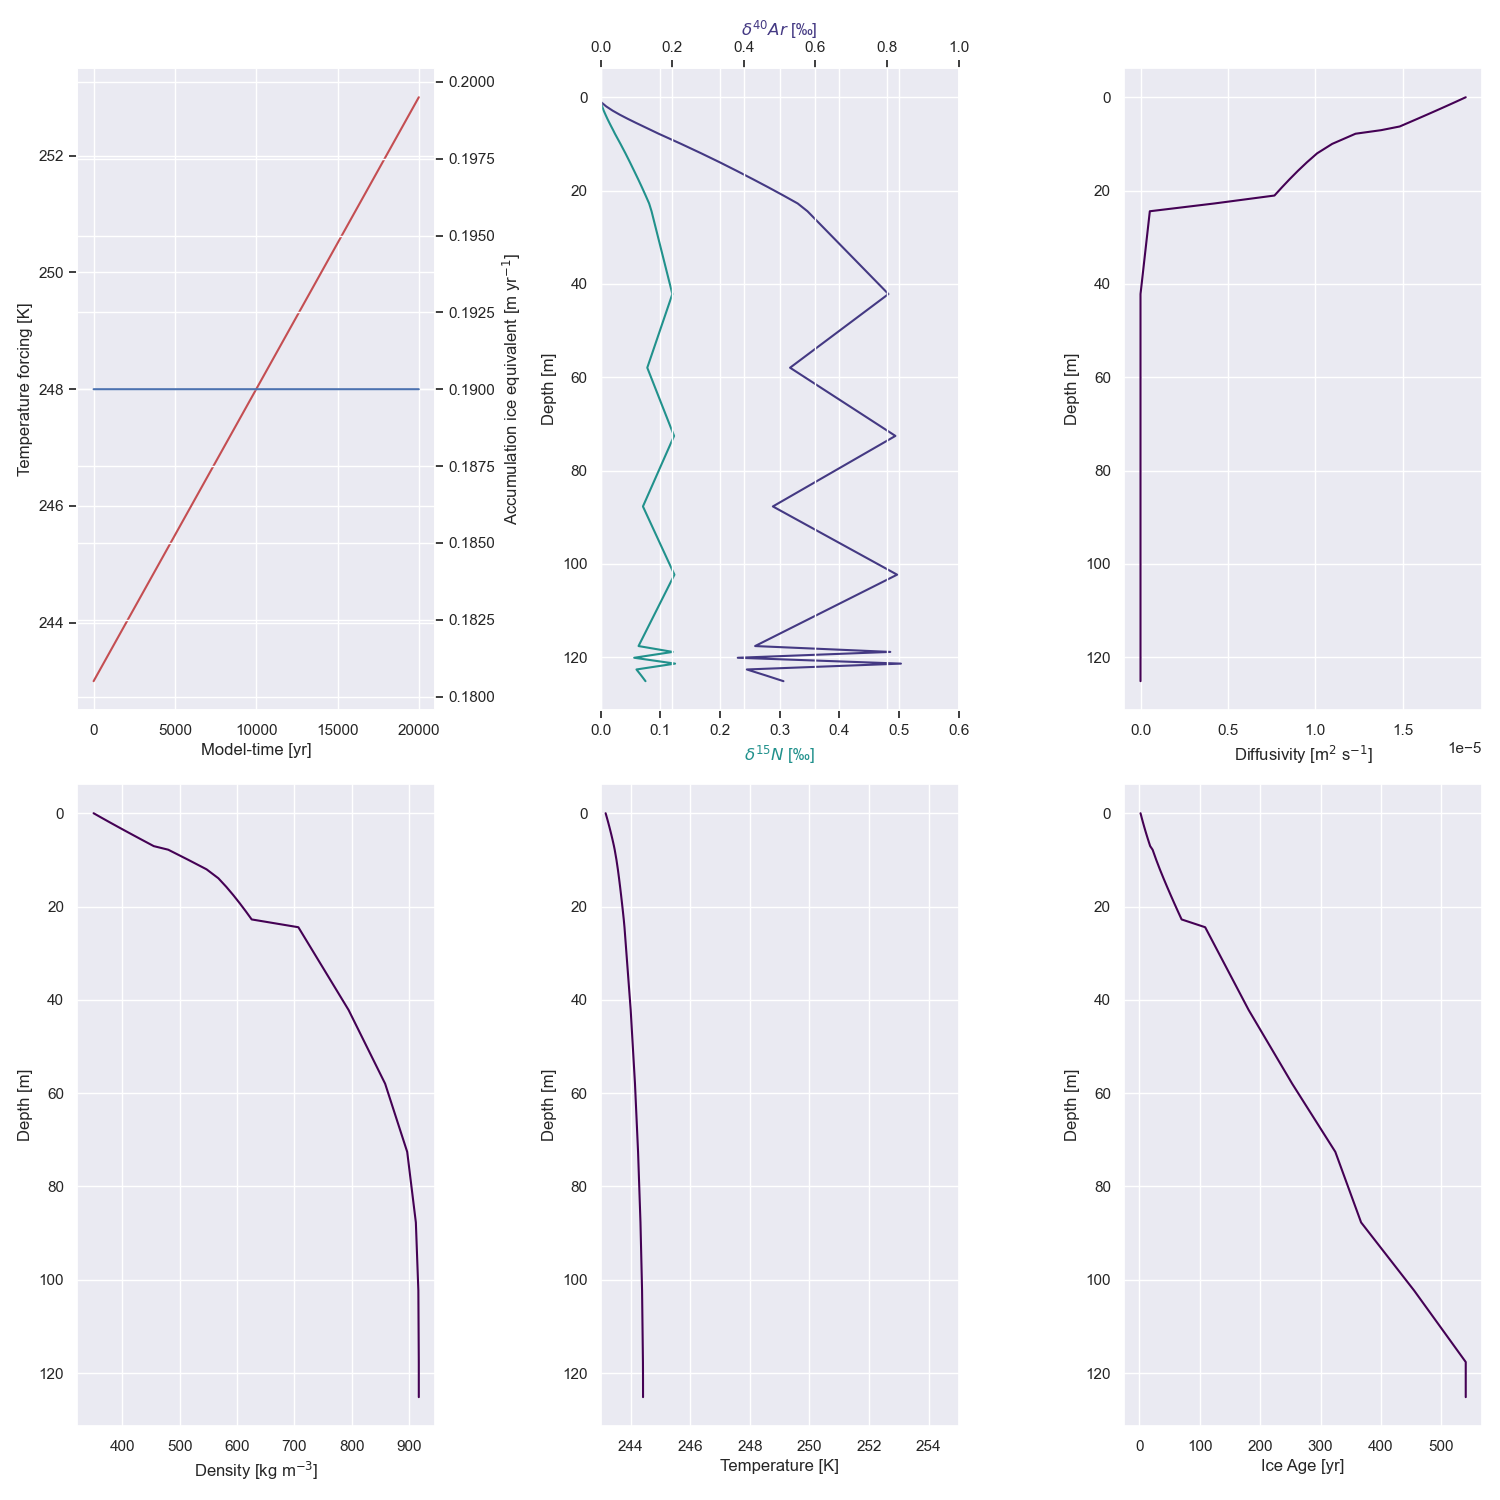 δ⁴⁰Ar [‰]
0.0 0.2 0.4 0.6 0.8 1.0
Temperature forcing [K]
252
250
248
246
244
0.2000
0.1975
0.1950
0.1925
0.1900
0.1875
0.1850
0.1825
0.1800
Accumulation ice equivalent [m yr⁻¹]
0 5000 10000 15000 20000
Model-time [yr]
Depth [m]
0
20
40
60
80
100
120
0.0 0.1 0.2 0.3 0.4 0.5 0.6
δ¹⁵N [‰]
Depth [m]
0
20
40
60
80
100
120
0.0 0.5 1.0 1.5
1e−5
Diffusivity [m² s⁻¹]
Depth [m]
0
20
40
60
80
100
120
400 500 600 700 800 900
Density [kg m⁻³]
Depth [m]
0
20
40
60
80
100
120
244 246 248 250 252 254
Temperature [K]
Depth [m]
0
20
40
60
80
100
120
0 100 200 300 400 500
Ice Age [yr]